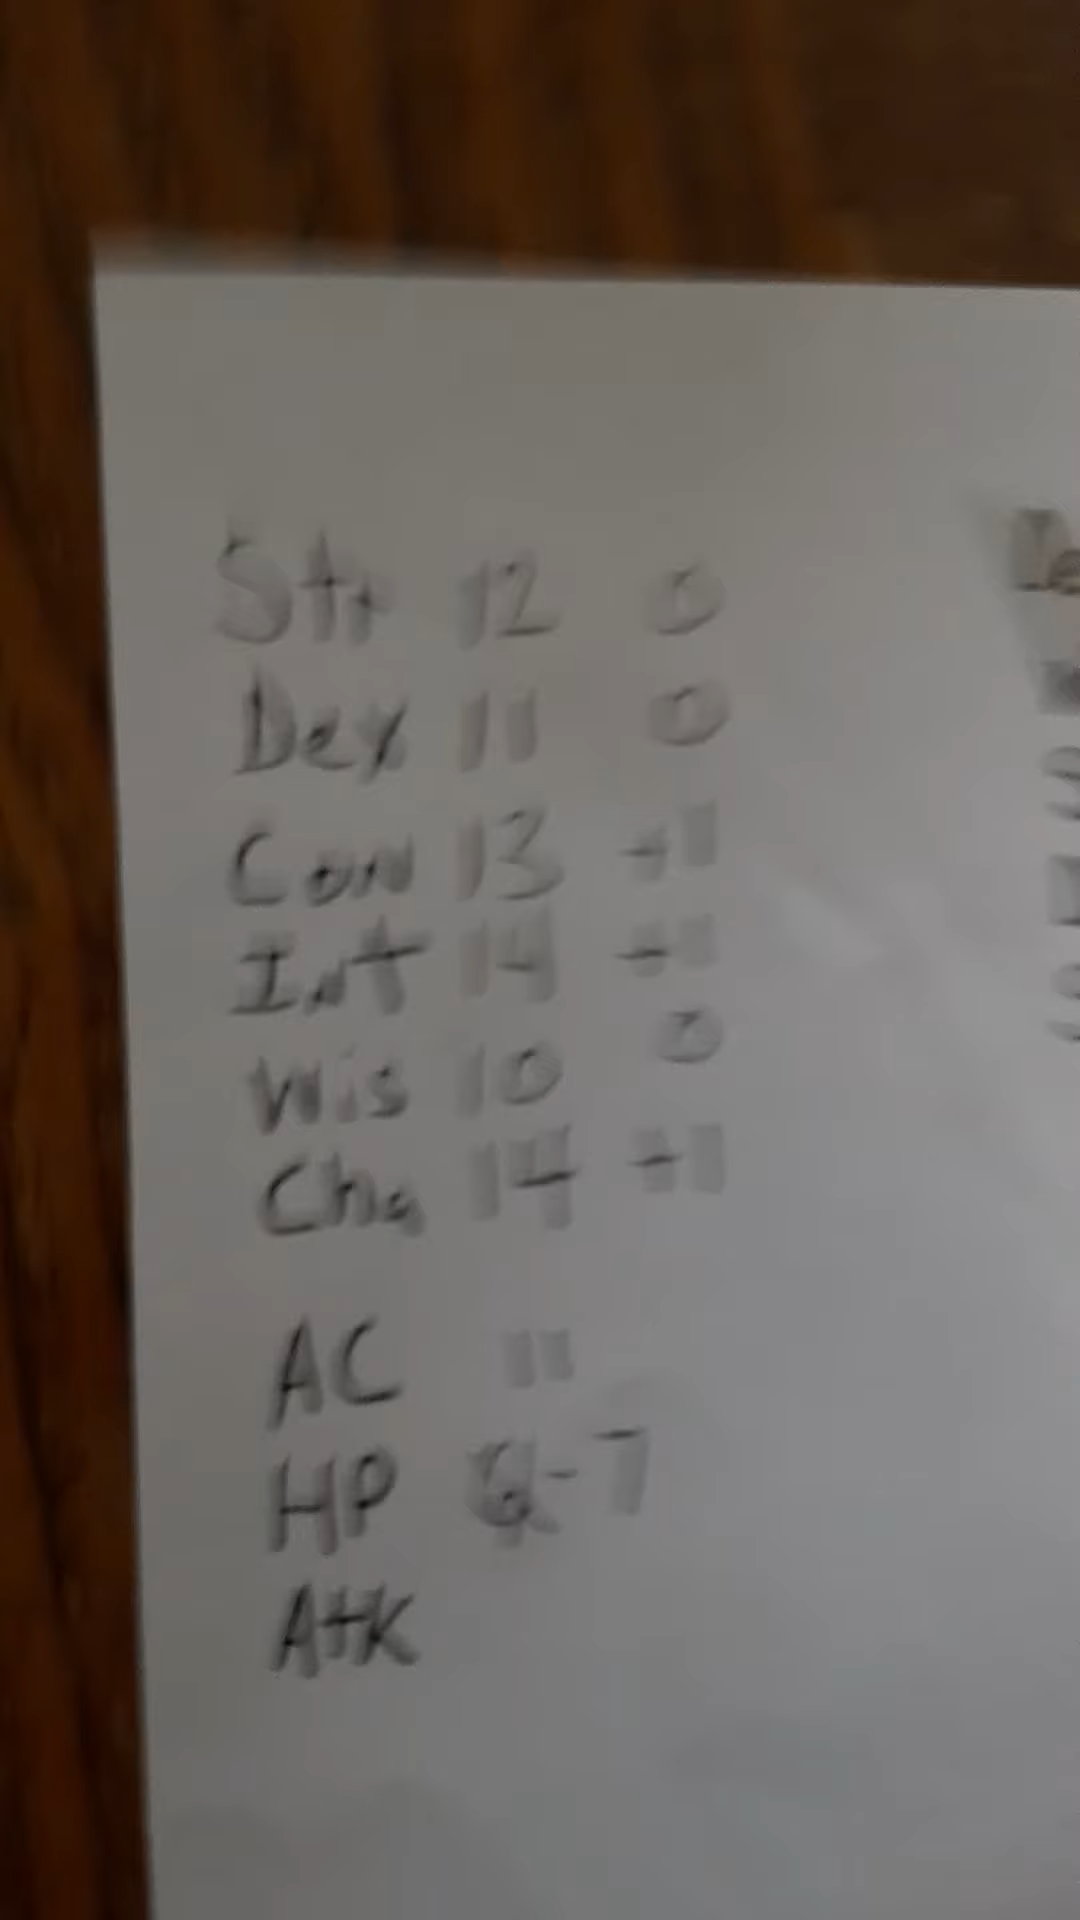 Str 12 0
Dex 11 0
Con 13 +1
Int 14 +1
Wis 10 0
Cha 14 +1
AC 11
HP 7
Atk